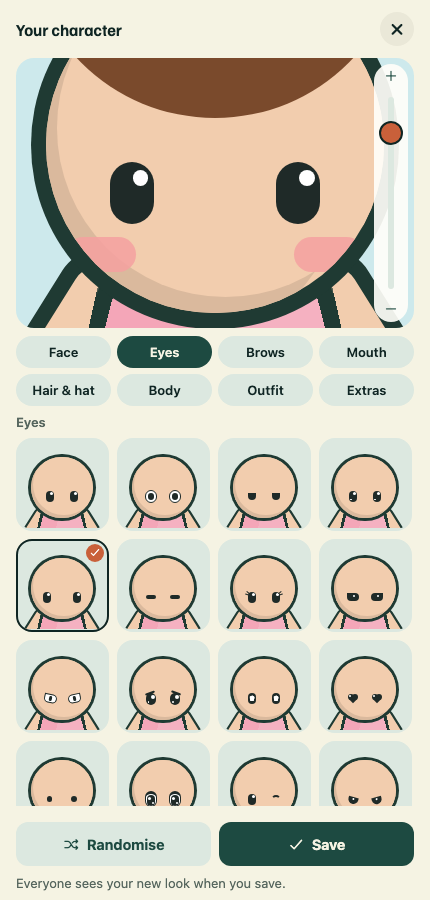 Your character
Face
Eyes
Brows
Mouth
Hair & hat
Body
Outfit
Extras
Eyes
Randomise
Save
Everyone sees your new look when you save.